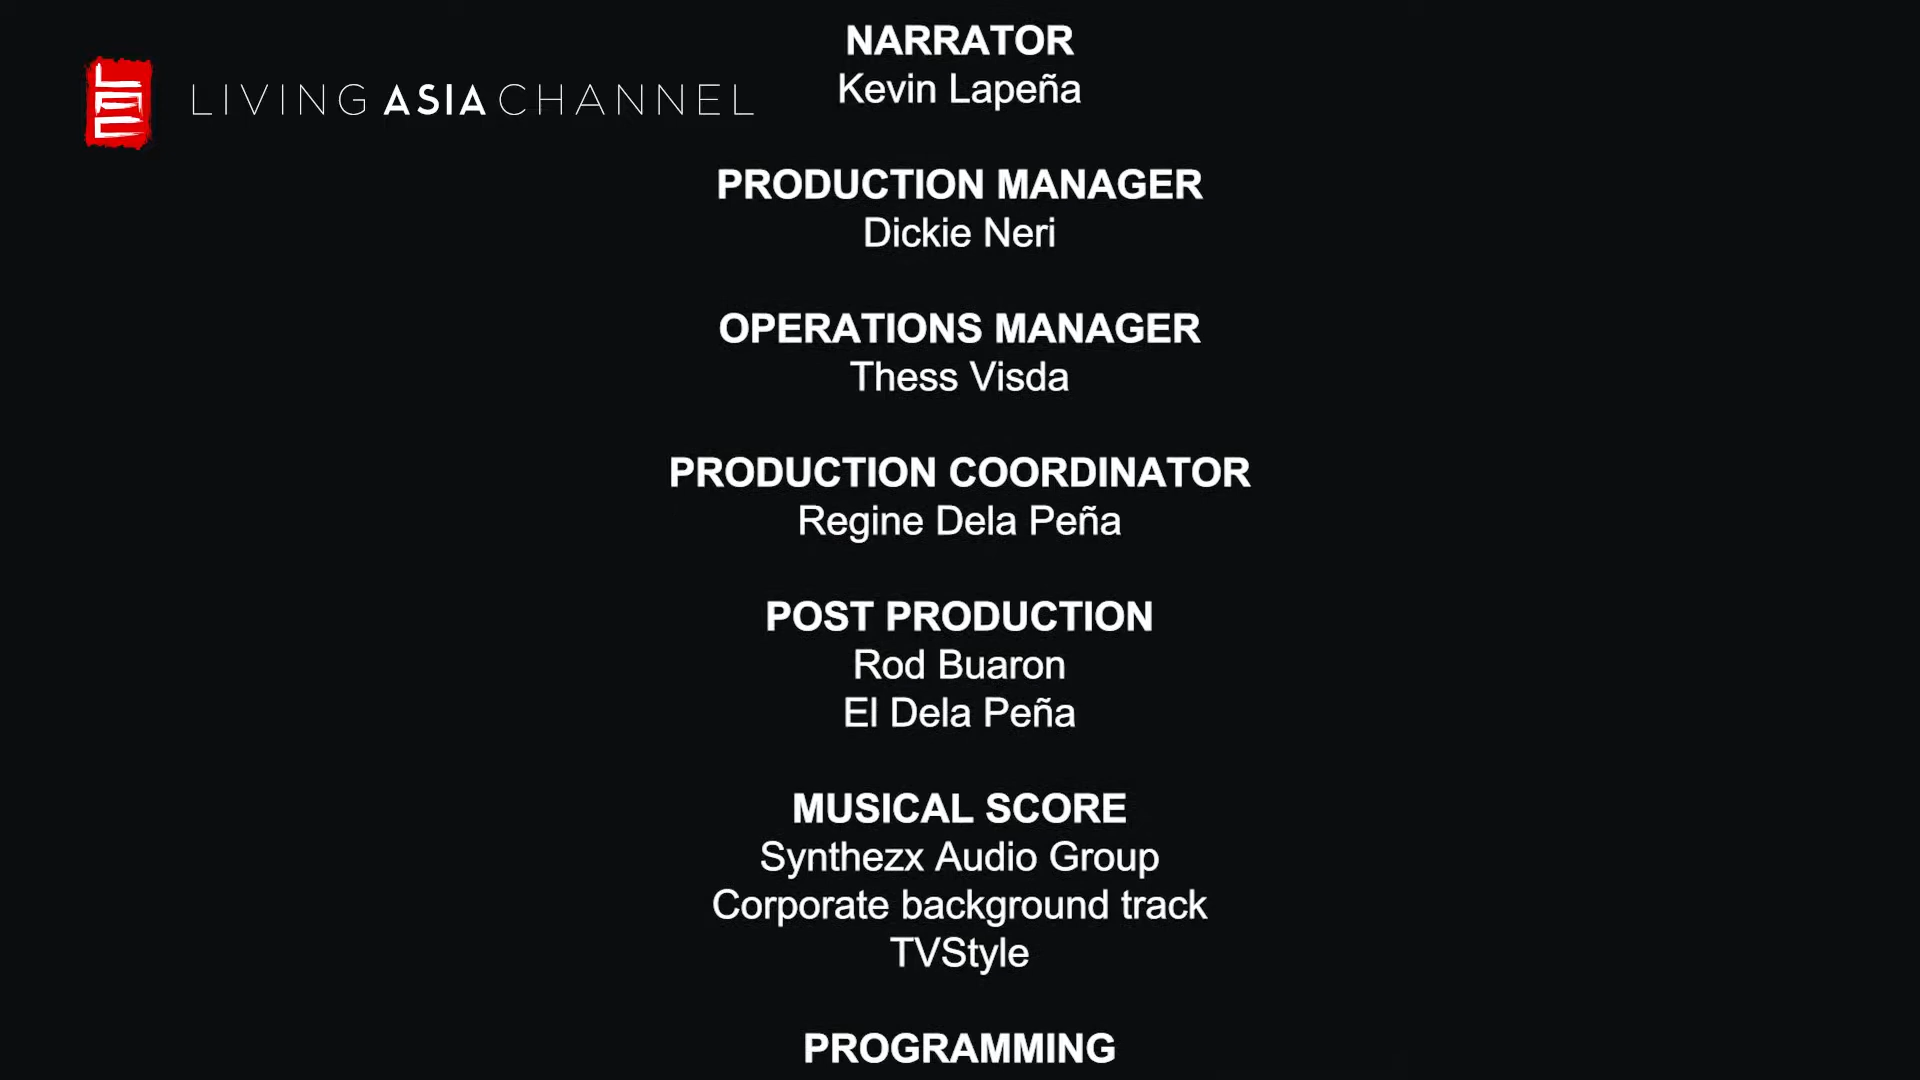 NARRATOR
Kevin Lapeña
LIVING ASIA CHANNEL
PRODUCTION MANAGER
Dickie Neri
OPERATIONS MANAGER
Thess Visda
PRODUCTION COORDINATOR
Regine Dela Peña
POST PRODUCTION
Rod Buaron
El Dela Peña
MUSICAL SCORE
Synthezx Audio Group
Corporate background track
TVStyle
PROGRAMMING